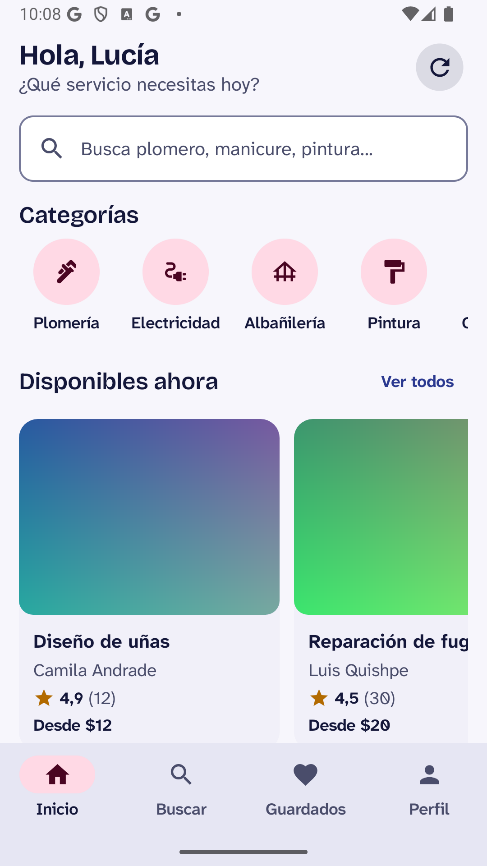 10:08
Hola, Lucía
¿Qué servicio necesitas hoy?
Busca plomero, manicure, pintura...
Categorías
Plomería Electricidad Albañilería Pintura
Disponibles ahora Ver todos
Diseño de uñas Reparación de fug
Camila Andrade Luis Quishpe
4,9 (12) 4,5 (30)
Desde $12 Desde $20
Inicio Buscar Guardados Perfil